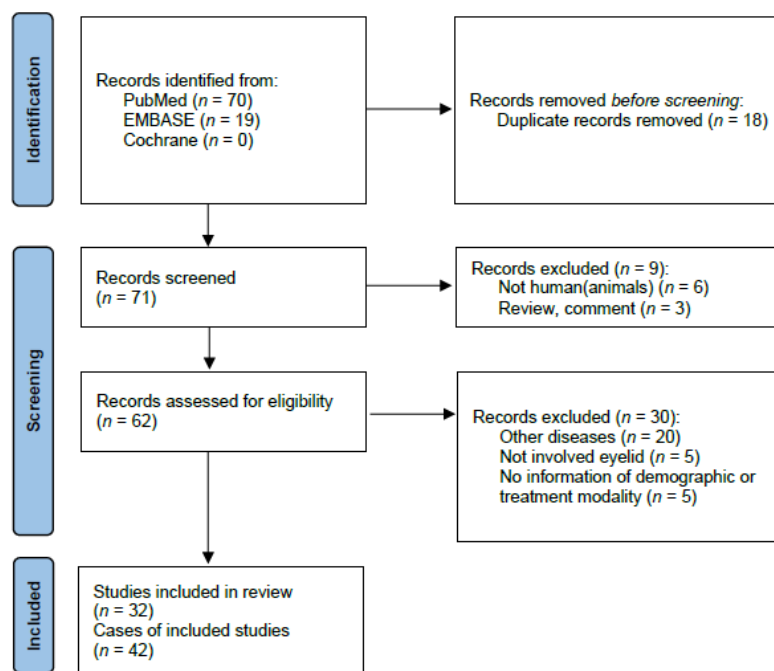 Identification
Records identified from:
PubMed (n = 70)
EMBASE (n = 19)
Cochrane (n = 0)
Records removed before screening:
Duplicate records removed (n = 18)
Screening
Records screened
(n = 71)
Records excluded (n = 9):
Not human(animals) (n = 6)
Review, comment (n = 3)
Records assessed for eligibility
(n = 62)
Records excluded (n = 30):
Other diseases (n = 20)
Not involved eyelid (n = 5)
No information of demographic or
treatment modality (n = 5)
Included
Studies included in review
(n = 32)
Cases of included studies
(n = 42)